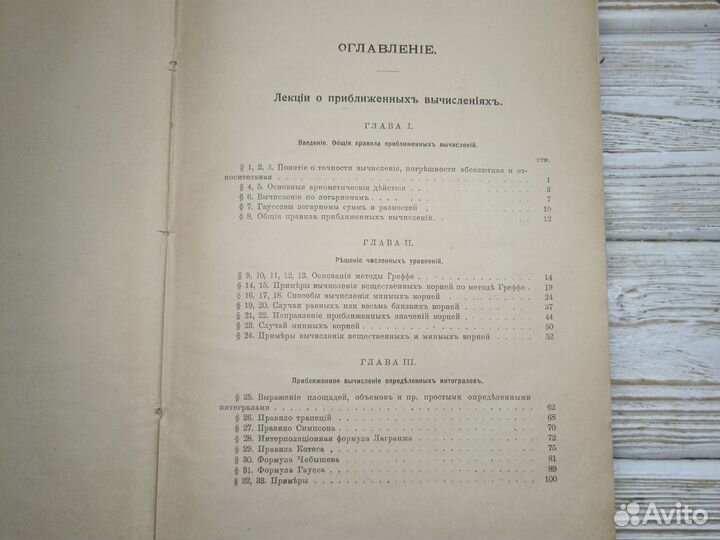 ОГЛАВЛЕНІЕ.
Лекціи о приближенныхъ вычисленіяхъ.
ГЛАВА I.
Введеніе. Общія правила приближенныхъ вычисленій.
СТР.
§ 1, 2, 3. Понятіе о точности вычисленія, погрѣшности абсолютная и от-
носительная . . . . . . . . . . . . . . . . . . . . 1
§ 4, 5. Основныя ариѳметическія дѣйствія . . . . . . . . . . 3
§ 6. Вычисленіе по логариѳмамъ . . . . . . . . . . 7
§ 7. Гауссовы логариѳмы суммъ и разностей . . . . . . . . . . 10
§ 8. Общія правила приближенныхъ вычисленій . . . . . . . . . . 12
ГЛАВА II.
Рѣшеніе численныхъ уравненій.
§ 9, 10, 11, 12, 13. Основанія методы Греффе . . . . . . . . . . 14
§ 14, 15. Примѣры вычисленія вещественныхъ корней по методѣ Греффе . 19
§ 16, 17, 18. Способы вычисленія мнимыхъ корней . . . . . . . . 24
§ 19, 20. Случаи равныхъ или весьма близкихъ корней . . . . . . 37
§ 21, 22. Исправленіе приближенныхъ значеній корней . . . . . . 44
§ 23. Случай мнимыхъ корней . . . . . . . . . . . . 50
§ 24. Примѣры вычисленія вещественныхъ и мнимыхъ корней . . . . 52
ГЛАВА III.
Приближенное вычисленіе опредѣленныхъ интеграловъ.
§ 25. Выраженіе площадей, объемовъ и пр. простыми опредѣленными
интегралами . . . . . . . . . . . . . . . . . . . . 62
§ 26. Правило трапецій . . . . . . . . . . . . . . . . 68
§ 27. Правило Симпсона . . . . . . . . . . . . . . . . 70
§ 28. Интерполяціонная формула Лагранжа . . . . . . . . . . 72
§ 29. Правила Котеса . . . . . . . . . . . . . . . . 75
§ 30. Формула Чебышева . . . . . . . . . . . . . . . . 81
§ 31. Формула Гаусса . . . . . . . . . . . . . . . . 89
§ 32, 33. Примѣры . . . . . . . . . . . . . . . . 100
Avito